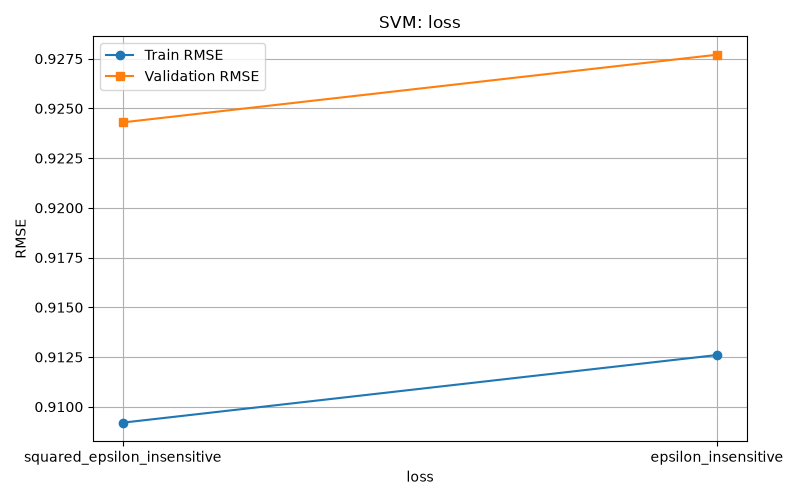 SVM: loss
Train RMSE
Validation RMSE
0.9275
0.9250
0.9225
0.9200
0.9175
0.9150
0.9125
0.9100
RMSE
squared_epsilon_insensitive epsilon_insensitive
loss